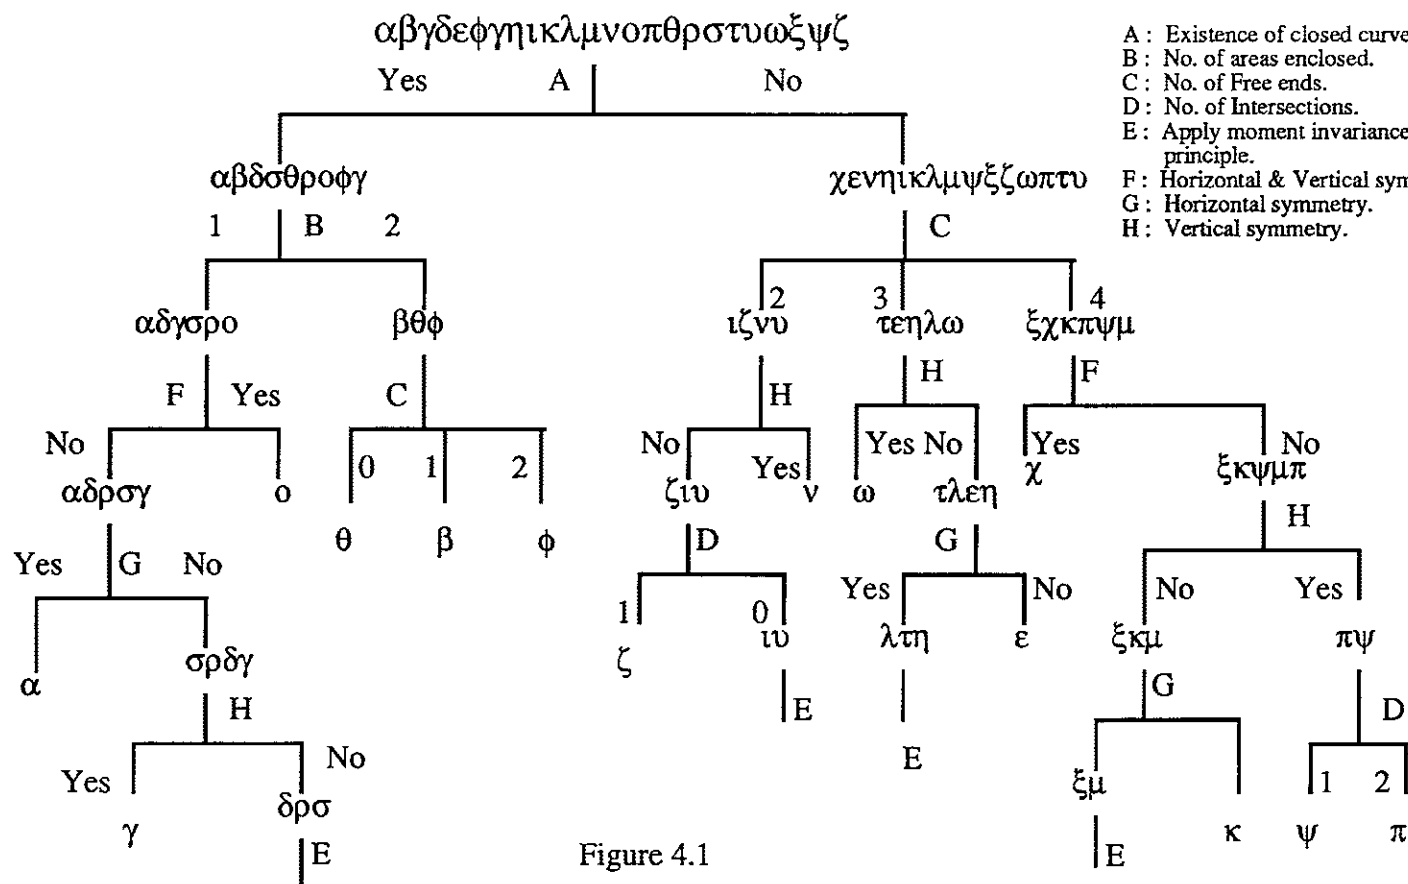 αβγδεφγηικλμνοπθρστυωξψζ
A : Existence of closed curve
B : No. of areas enclosed.
C : No. of Free ends.
D : No. of Intersections.
E : Apply moment invariance
principle.
F : Horizontal & Vertical sym
G : Horizontal symmetry.
H : Vertical symmetry.
Yes A No
αβδσθροφγ χενηικλμψξζωπτυ
1 B 2 C
2 3 4
αδγσρο βθφ ιζνυ τεηλω ξχκπψμ
F Yes C H H F
No 0 1 2 No Yes Yes No Yes No
αδρσγ ο ζιυ ν ω τλεη χ ξκψμπ
θ β φ D G H
Yes G No Yes No No Yes
1 0
ζ ιυ λτη ε ξκμ πψ
α σρδγ
H E G D
E
Yes No
δρσ ξμ 1 2
γ κ ψ π
E E
Figure 4.1